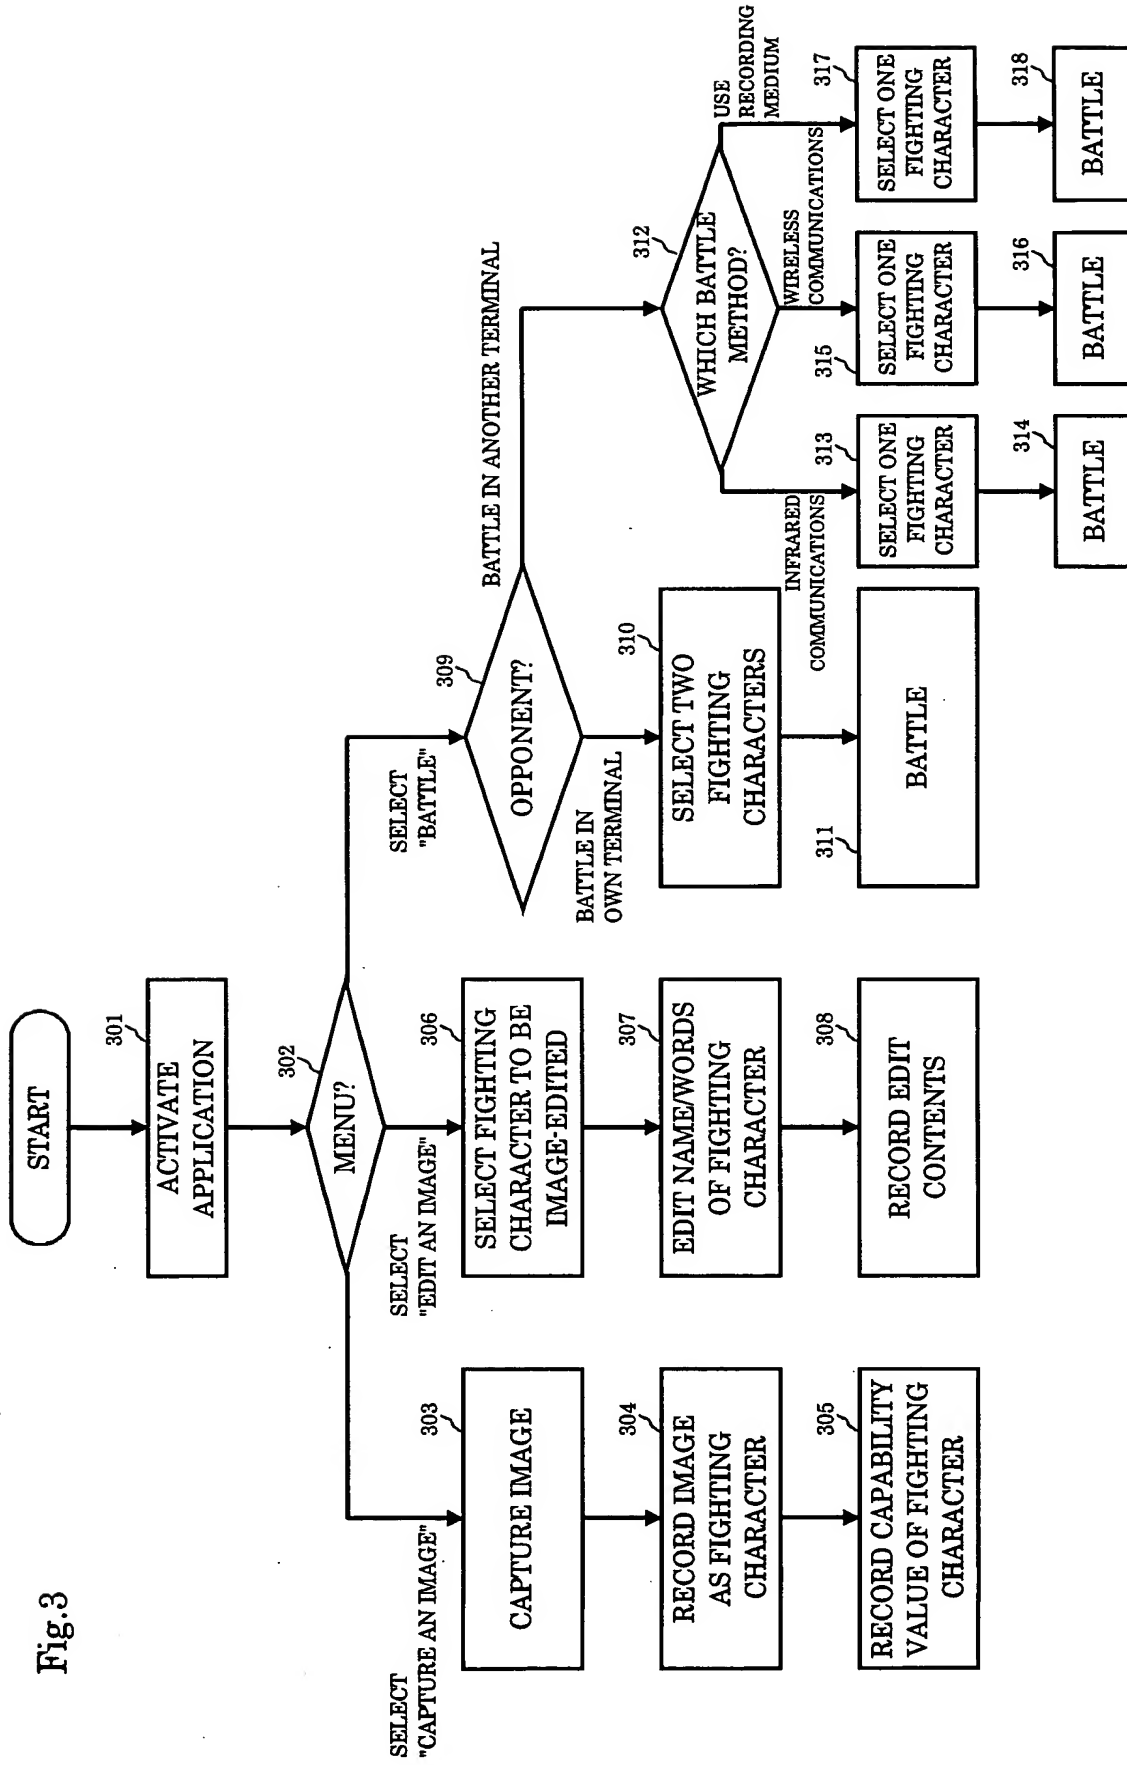 Fig.3
START
301
ACTIVATE
APPLICATION
302
MENU?
SELECT
"CAPTURE AN IMAGE"
303
CAPTURE IMAGE
304
RECORD IMAGE
AS FIGHTING
CHARACTER
305
RECORD CAPABILITY
VALUE OF FIGHTING
CHARACTER
SELECT
"EDIT AN IMAGE"
306
SELECT FIGHTING
CHARACTER TO BE
IMAGE-EDITED
307
EDIT NAME/WORDS
OF FIGHTING
CHARACTER
308
RECORD EDIT
CONTENTS
SELECT
"BATTLE"
309
OPPONENT?
BATTLE IN
OWN TERMINAL
310
SELECT TWO
FIGHTING
CHARACTERS
311
BATTLE
BATTLE IN ANOTHER TERMINAL
312
WHICH BATTLE
METHOD?
INFRARED
COMMUNICATIONS
313
SELECT ONE
FIGHTING
CHARACTER
314
BATTLE
WIRELESS
COMMUNICATIONS
315
SELECT ONE
FIGHTING
CHARACTER
316
BATTLE
USE
RECORDING
MEDIUM
317
SELECT ONE
FIGHTING
CHARACTER
318
BATTLE